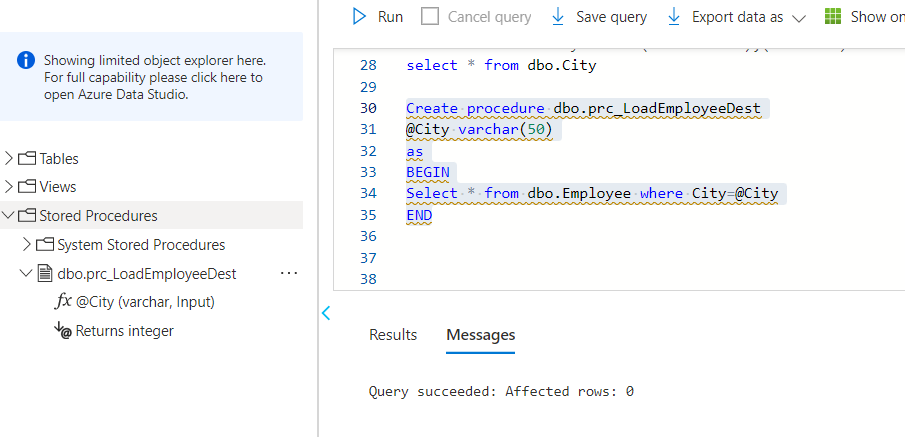 Run
Cancel query
Save query
Export data as
Show on
Showing limited object explorer here.
For full capability please click here to
open Azure Data Studio.
Tables
Views
Stored Procedures
System Stored Procedures
dbo.prc_LoadEmployeeDest
@City (varchar, Input)
Returns integer
28 select * from dbo.City
29
30 Create procedure dbo.prc_LoadEmployeeDest
31 @City varchar(50)
32 as
33 BEGIN
34 Select * from dbo.Employee where City=@City
35 END
36
37
38
Results
Messages
Query succeeded: Affected rows: 0